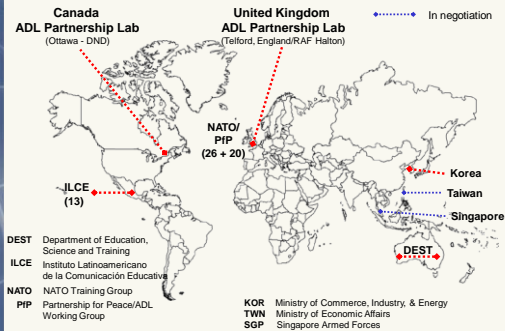 Canada
ADL Partnership Lab
(Ottawa - DND)
United Kingdom
ADL Partnership Lab
(Telford, England/RAF Halton)
In negotiation
NATO/
PfP
(26 + 20)
ILCE
(13)
Korea
Taiwan
Singapore
DEST
DEST Department of Education,
Science and Training
ILCE Instituto Latinoamericano
de la Comunicación Educativa
NATO NATO Training Group
PfP Partnership for Peace/ADL
Working Group
KOR Ministry of Commerce, Industry, & Energy
TWN Ministry of Economic Affairs
SGP Singapore Armed Forces